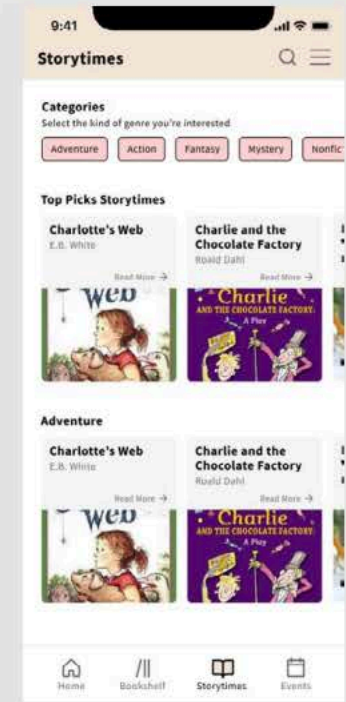 9:41
Storytimes
Categories
Select the kind of genre you're interested
Adventure Action Fantasy Mystery Nonfic
Top Picks Storytimes
Charlotte's Web
E.B. White
Read More →
Charlie and the
Chocolate Factory
Roald Dahl
Read More →
Web
Charlie
AND THE CHOCOLATE FACTORY:
A Play
Adventure
Charlotte's Web
E.B. White
Read More →
Charlie and the
Chocolate Factory
Roald Dahl
Read More →
Web
Charlie
AND THE CHOCOLATE FACTORY:
A Play
Home Bookshelf Storytimes Events